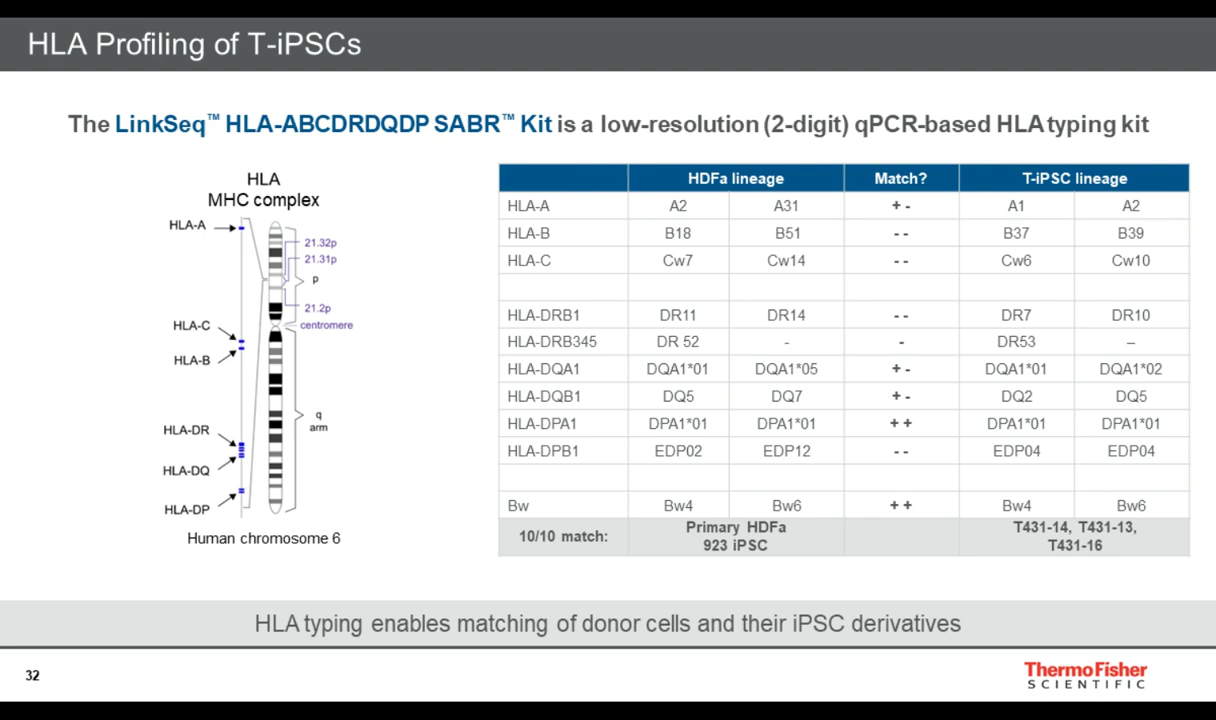 HLA Profiling of T-iPSCs
The LinkSeq™ HLA-ABCDRDQDP SABR™ Kit is a low-resolution (2-digit) qPCR-based HLA typing kit
HLA
MHC complex
HLA-A
21.32p
21.31p
p
21.2p
HLA-C
centromere
HLA-B
q
arm
HLA-DR
HLA-DQ
HLA-DP
Human chromosome 6
HDFa lineage Match? T-iPSC lineage
HLA-A A2 A31 + - A1 A2
HLA-B B18 B51 - - B37 B39
HLA-C Cw7 Cw14 - - Cw6 Cw10
HLA-DRB1 DR11 DR14 - - DR7 DR10
HLA-DRB345 DR 52 - - DR53 –
HLA-DQA1 DQA1*01 DQA1*05 + - DQA1*01 DQA1*02
HLA-DQB1 DQ5 DQ7 + - DQ2 DQ5
HLA-DPA1 DPA1*01 DPA1*01 + + DPA1*01 DPA1*01
HLA-DPB1 EDP02 EDP12 - - EDP04 EDP04
Bw Bw4 Bw6 + + Bw4 Bw6
10/10 match: Primary HDFa T431-14, T431-13,
923 iPSC T431-16
HLA typing enables matching of donor cells and their iPSC derivatives
32
ThermoFisher
SCIENTIFIC